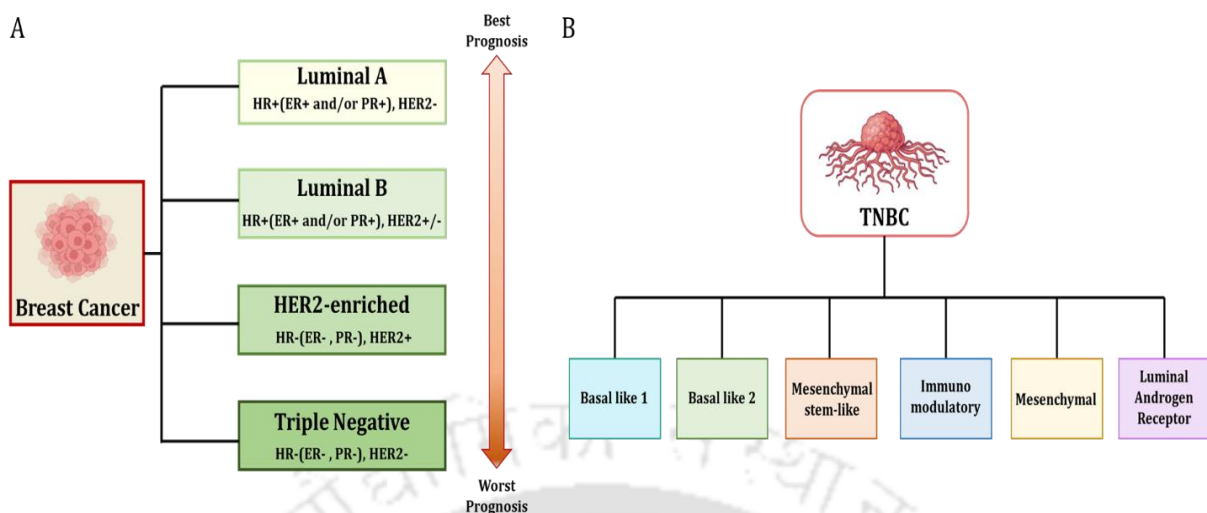 A
Best
Prognosis
Luminal A
HR+(ER+ and/or PR+), HER2-
Luminal B
HR+(ER+ and/or PR+), HER2+/-
Breast Cancer
HER2-enriched
HR-(ER- , PR-), HER2+
Triple Negative
HR-(ER- , PR-), HER2-
Worst
Prognosis
B
TNBC
Basal like 1
Basal like 2
Mesenchymal
stem-like
Immuno
modulatory
Mesenchymal
Luminal
Androgen
Receptor